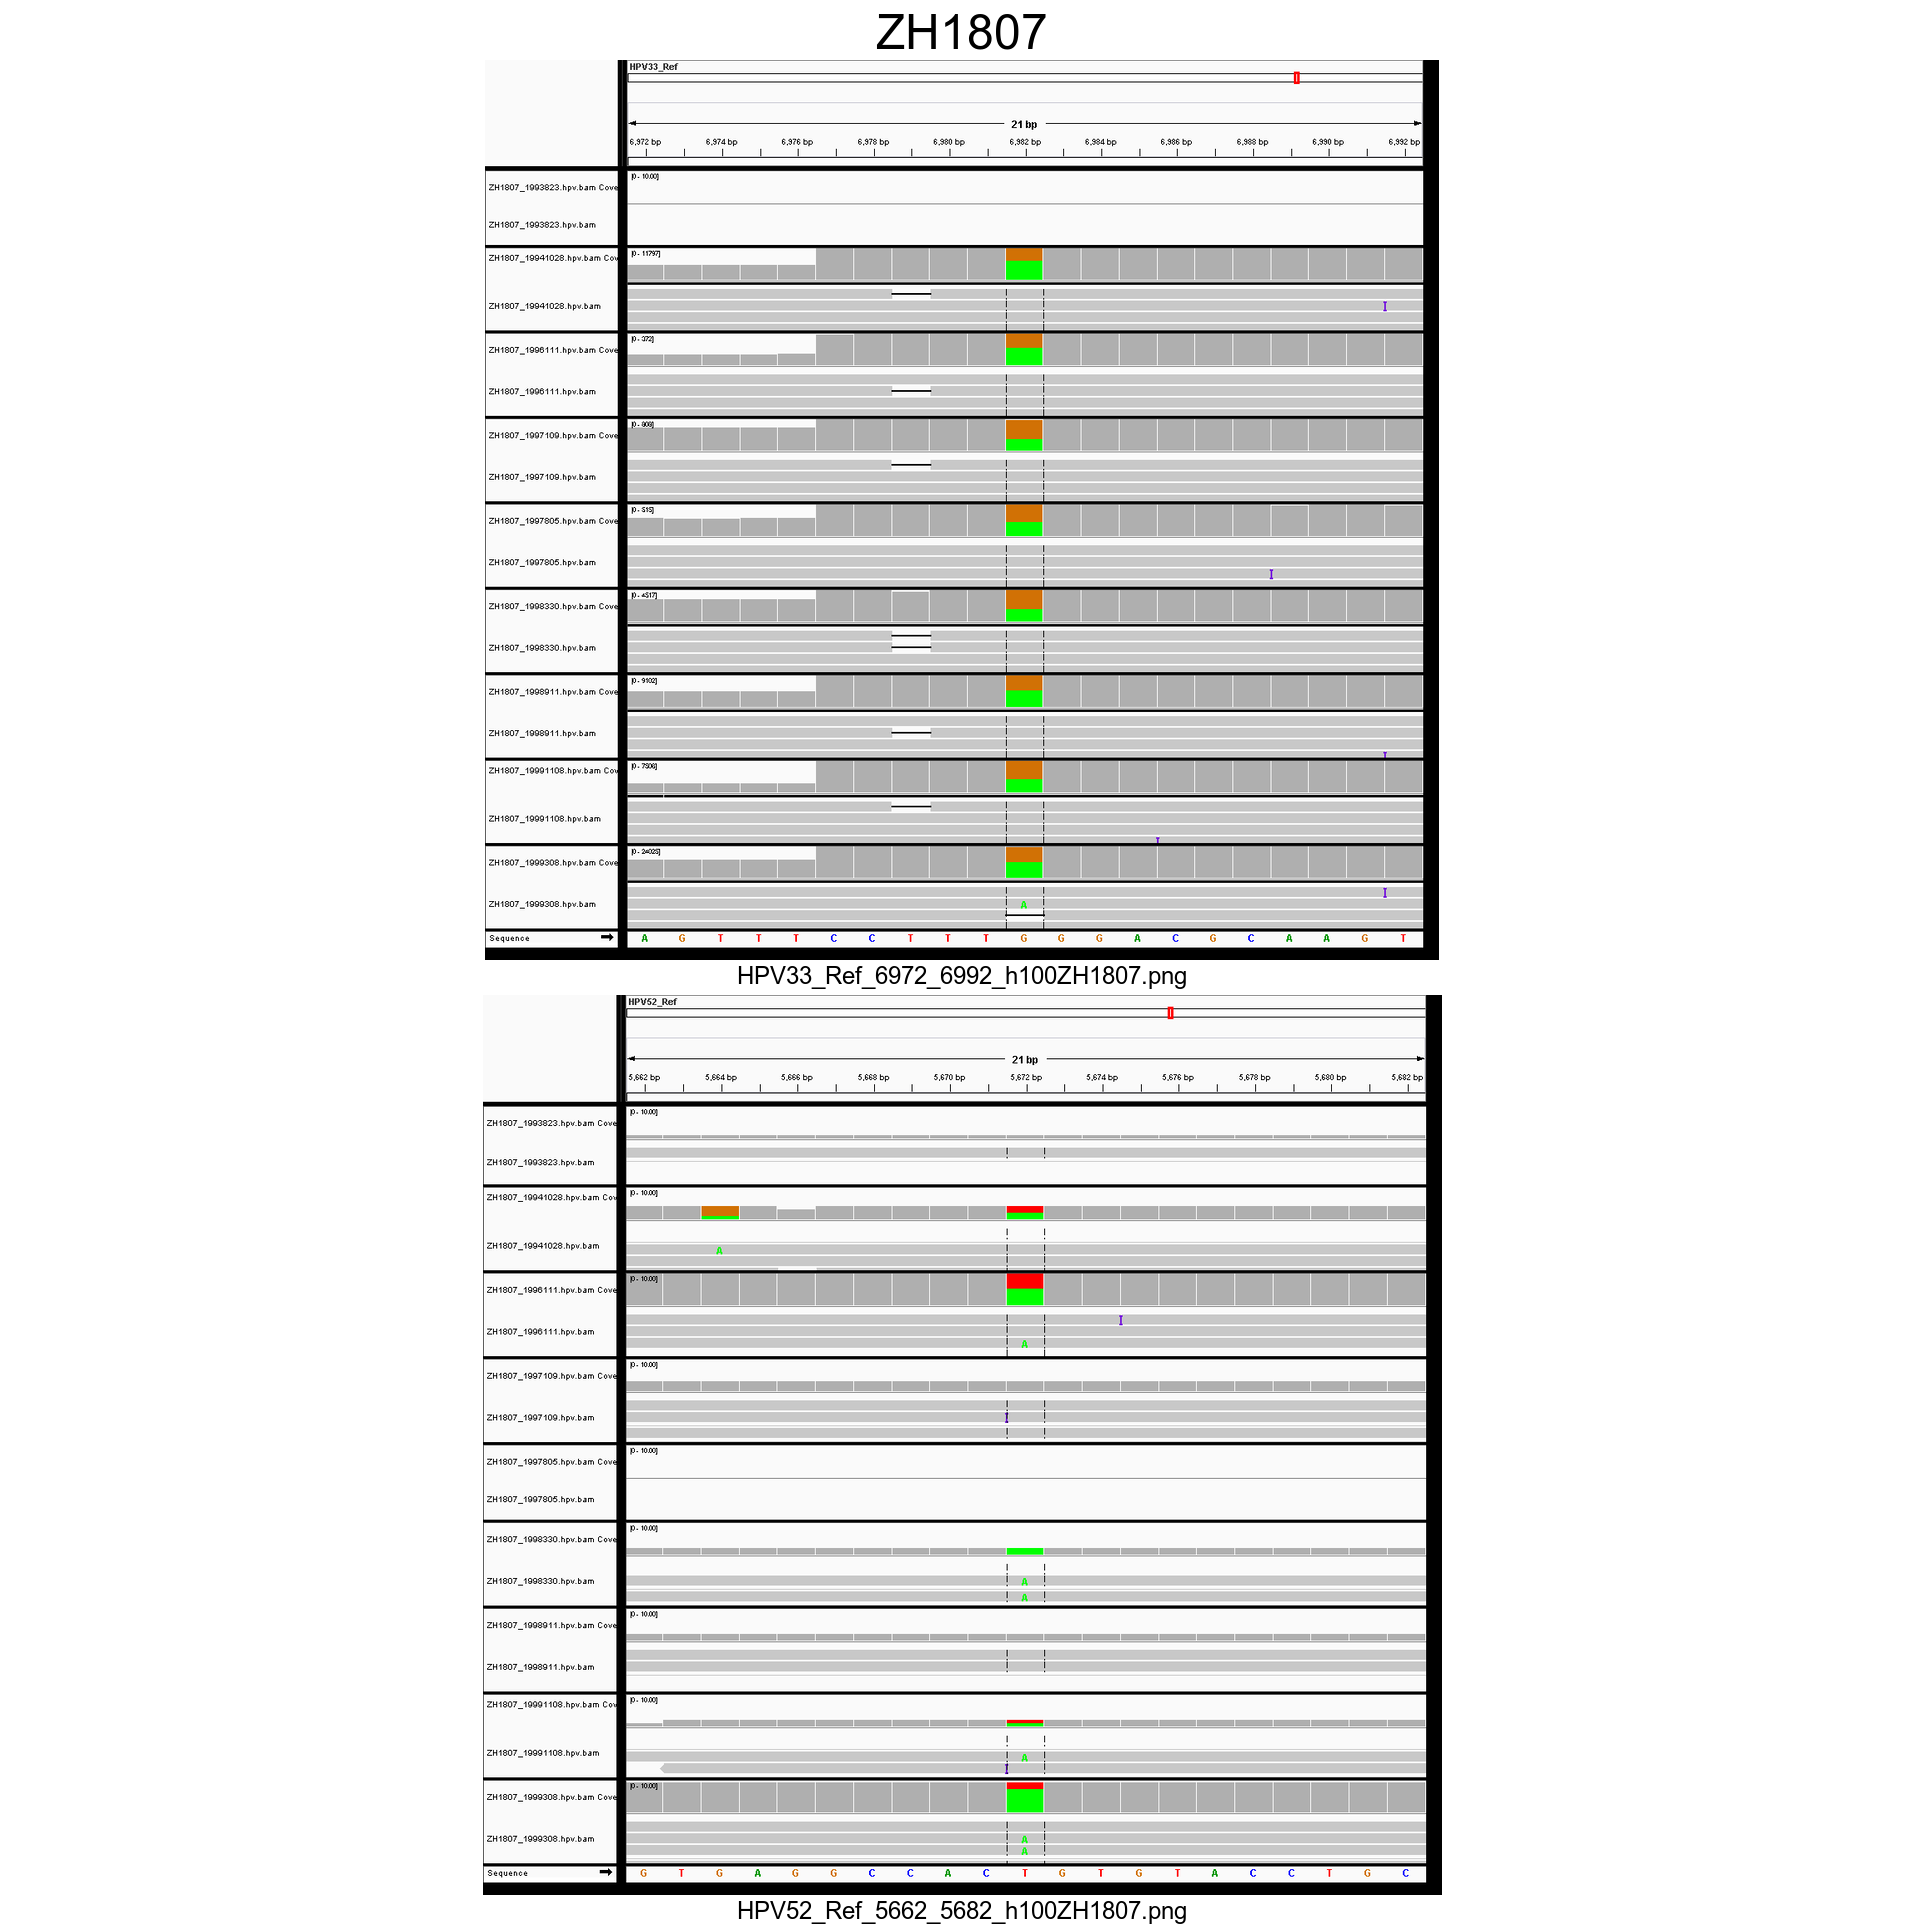 ZH1807
HPV33_Ref
21 bp
6,972 bp 6,974 bp 6,976 bp 6,978 bp 6,980 bp 6,982 bp 6,984 bp 6,986 bp 6,988 bp 6,990 bp 6,992 bp
[0 - 10.00]
ZH1807_1993823.hpv.bam Cove
ZH1807_1993823.hpv.bam
[0 - 11797]
ZH1807_19941028.hpv.bam Cov
ZH1807_19941028.hpv.bam
I
[0 - 372]
ZH1807_1996111.hpv.bam Cove
ZH1807_1996111.hpv.bam
ZH1807_1997109.hpv.bam Cove
ZH1807_1997109.hpv.bam
[0 - 515]
ZH1807_1997805.hpv.bam Cove
ZH1807_1997805.hpv.bam
I
[0 - 4517]
ZH1807_1998330.hpv.bam Cove
ZH1807_1998330.hpv.bam
[0 - 9102]
ZH1807_1998911.hpv.bam Cove
ZH1807_1998911.hpv.bam
[0 - 7506]
ZH1807_19991108.hpv.bam Cov
ZH1807_19991108.hpv.bam
[0 - 24025]
ZH1807_1999308.hpv.bam Cove
I
ZH1807_1999308.hpv.bam A
Sequence A G T T T C C T T T G G G A C G C A A G T
HPV33_Ref_6972_6992_h100ZH1807.png
HPV52_Ref
21 bp
5,662 bp 5,664 bp 5,666 bp 5,668 bp 5,670 bp 5,672 bp 5,674 bp 5,676 bp 5,678 bp 5,680 bp 5,682 bp
[0 - 10.00]
ZH1807_1993823.hpv.bam Cove
ZH1807_1993823.hpv.bam
[0 - 10.00]
ZH1807_19941028.hpv.bam Cov
ZH1807_19941028.hpv.bam A
[0 - 10.00]
ZH1807_1996111.hpv.bam Cove
I
ZH1807_1996111.hpv.bam
A
[0 - 10.00]
ZH1807_1997109.hpv.bam Cove
ZH1807_1997109.hpv.bam I
[0 - 10.00]
ZH1807_1997805.hpv.bam Cove
ZH1807_1997805.hpv.bam
[0 - 10.00]
ZH1807_1998330.hpv.bam Cove
ZH1807_1998330.hpv.bam A
A
[0 - 10.00]
ZH1807_1998911.hpv.bam Cove
ZH1807_1998911.hpv.bam
[0 - 10.00]
ZH1807_19991108.hpv.bam Cov
ZH1807_19991108.hpv.bam A
I
[0 - 10.00]
ZH1807_1999308.hpv.bam Cove
ZH1807_1999308.hpv.bam A
A
Sequence G T G A G G C C A C T G T G T A C C T G C
HPV52_Ref_5662_5682_h100ZH1807.png